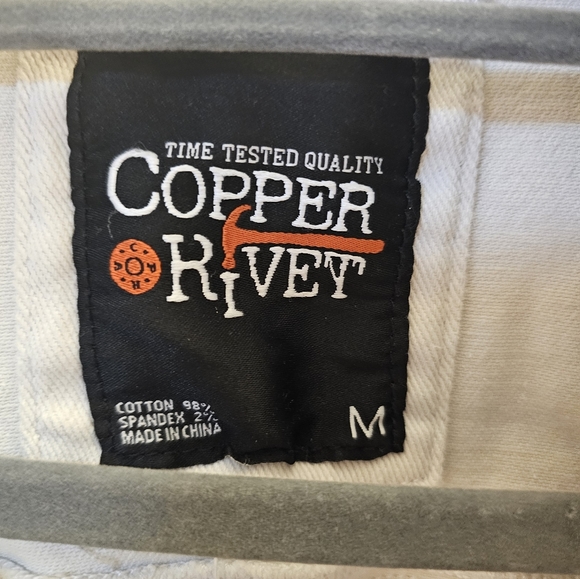 TIME TESTED QUALITY
COPPER
RIVET
COTTON 98%
SPANDEX 2%
MADE IN CHINA
M